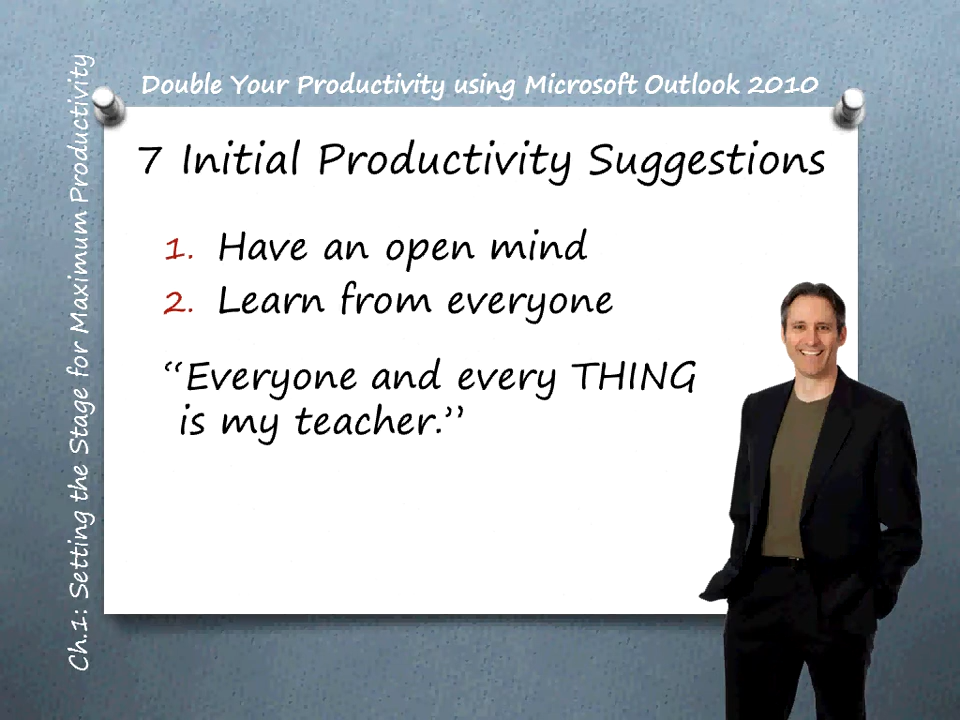 Double Your Productivity using Microsoft Outlook 2010
Ch.1: Setting the Stage for Maximum Productivity
7 Initial Productivity Suggestions
1. Have an open mind
2. Learn from everyone
“Everyone and every THING
is my teacher.”